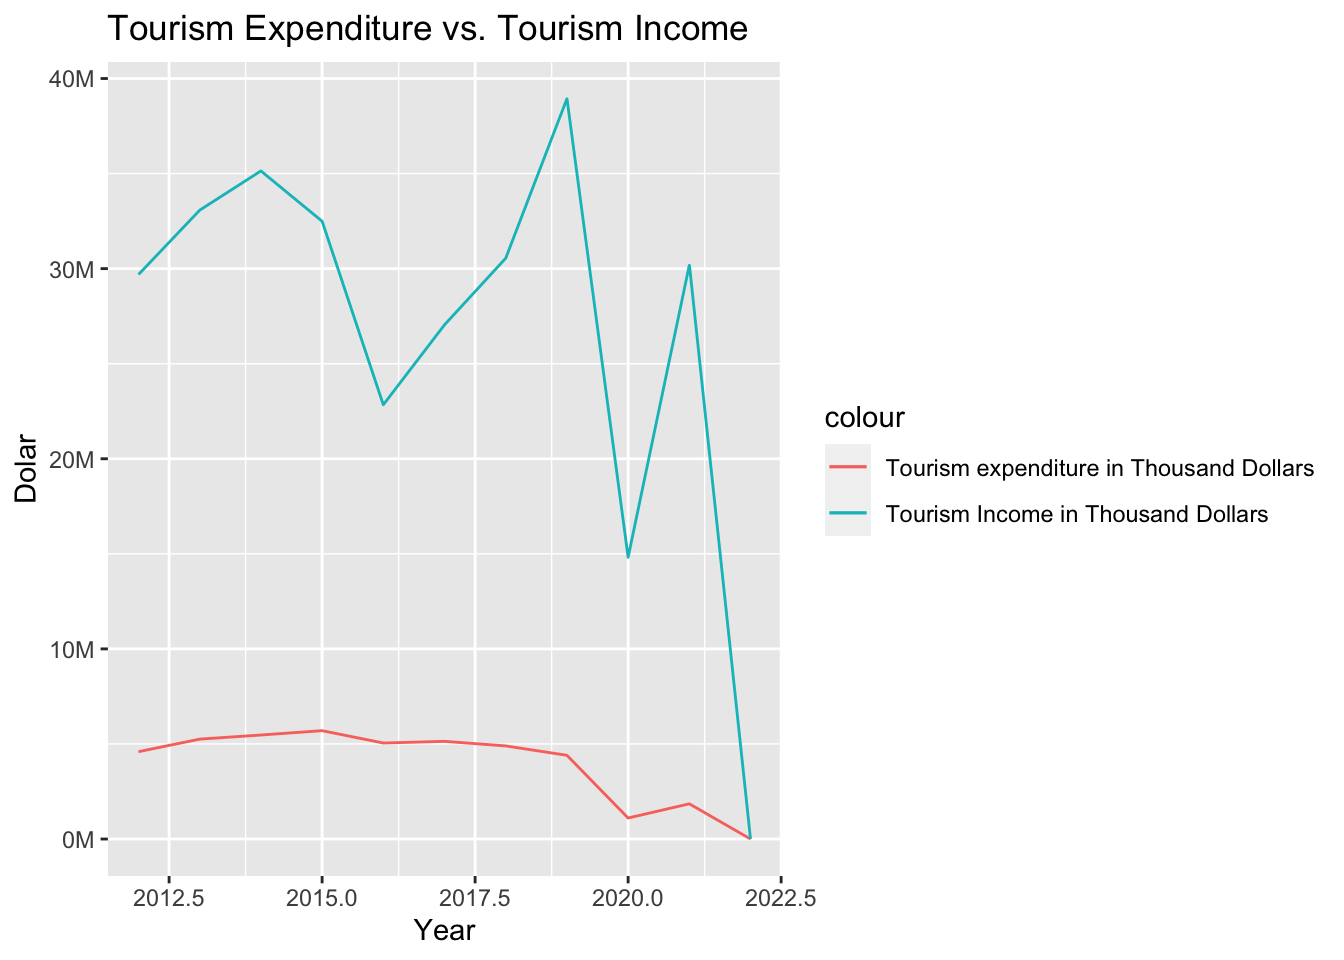 Tourism Expenditure vs. Tourism Income
40M
30M
20M
10M
0M
Dolar
2012.5
2015.0
2017.5
2020.0
2022.5
Year
colour
Tourism expenditure in Thousand Dollars
Tourism Income in Thousand Dollars